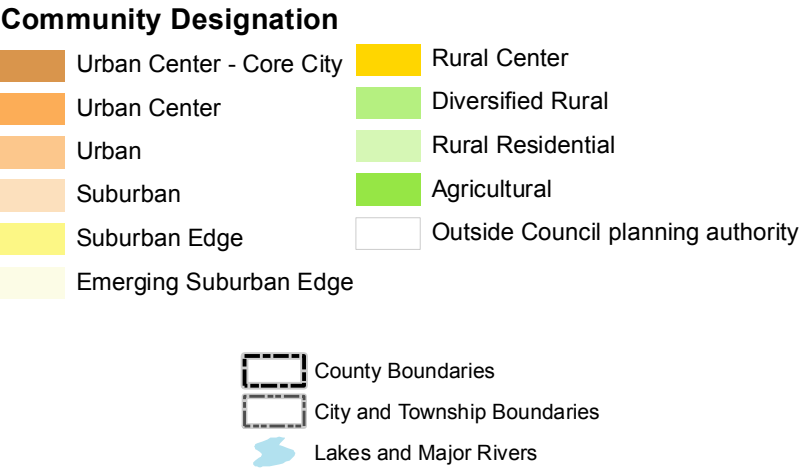 Community Designation
Urban Center - Core City
Urban Center
Urban
Suburban
Suburban Edge
Emerging Suburban Edge
Rural Center
Diversified Rural
Rural Residential
Agricultural
Outside Council planning authority
County Boundaries
City and Township Boundaries
Lakes and Major Rivers